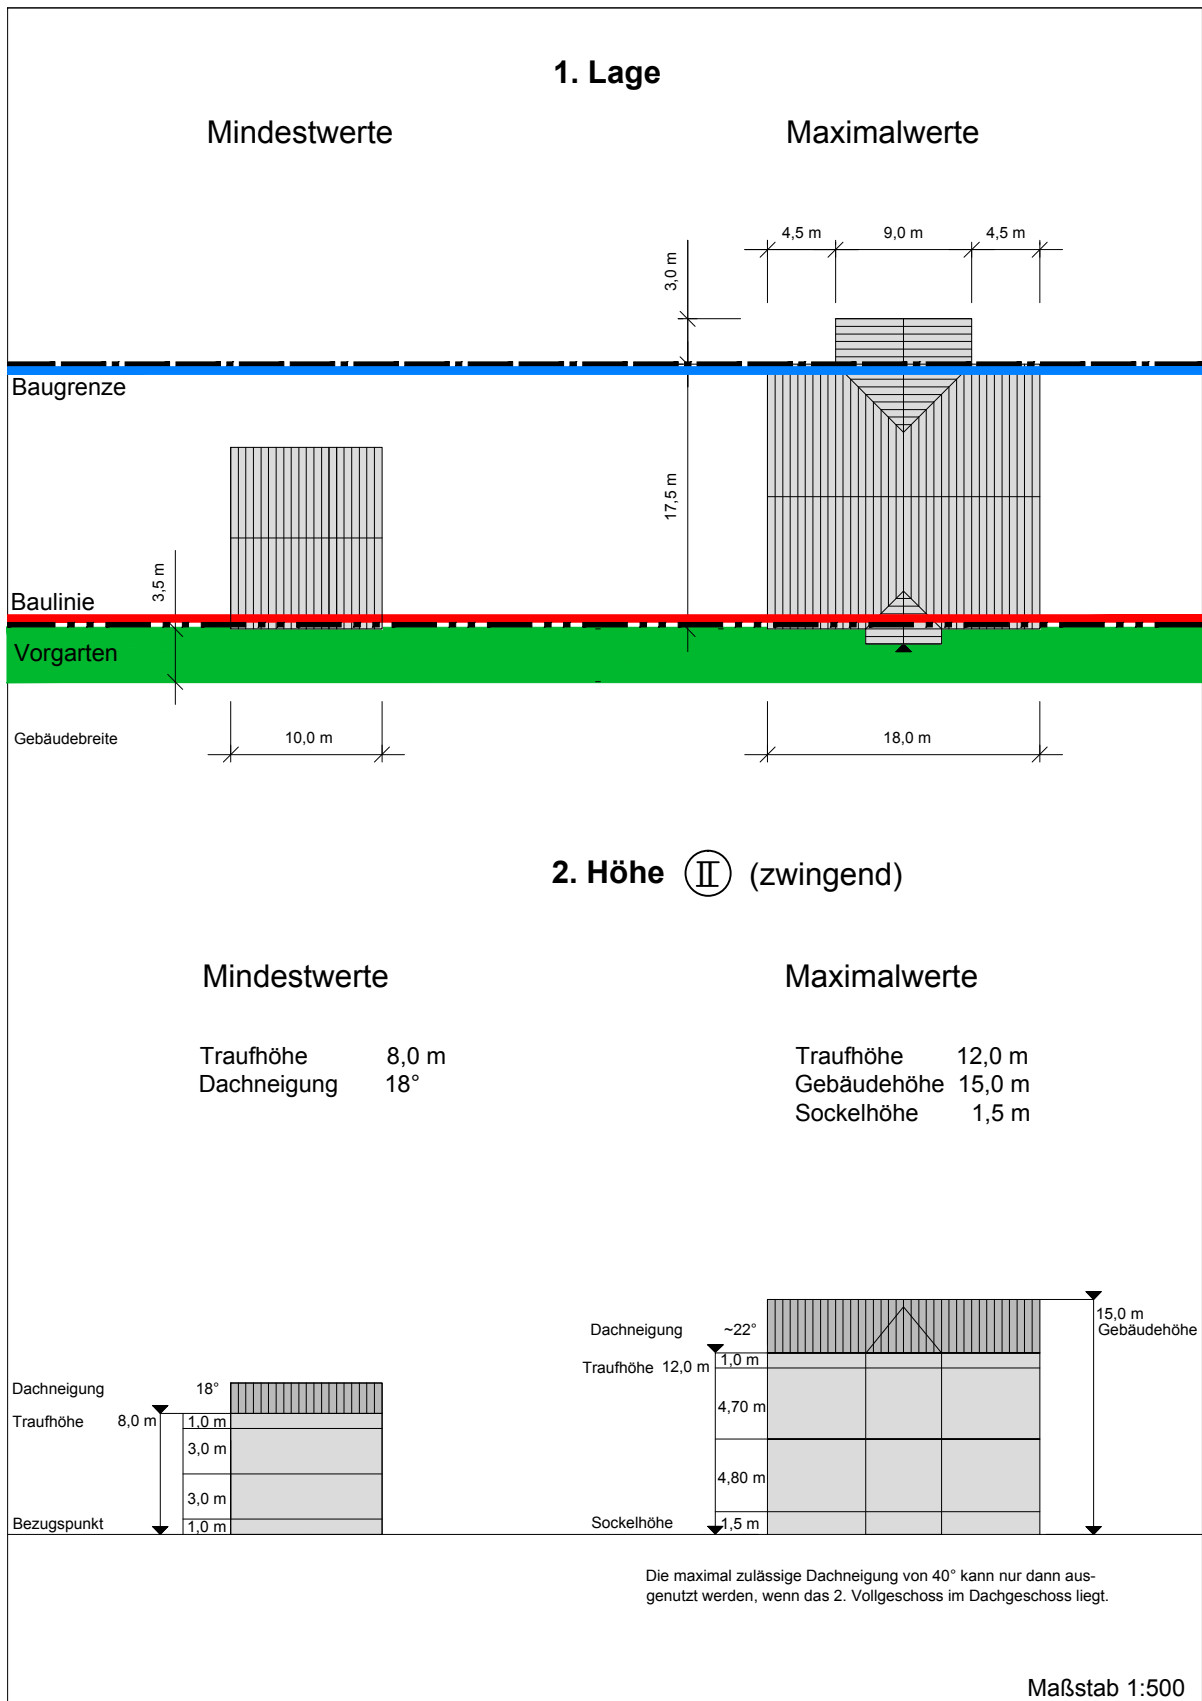 1. Lage
Mindestwerte
Maximalwerte
4,5 m
9,0 m
4,5 m
3,0 m
Baugrenze
17,5 m
3,5 m
Baulinie
Vorgarten
Gebäudebreite
10,0 m
18,0 m
2. Höhe II (zwingend)
Mindestwerte
Maximalwerte
Traufhöhe 8,0 m
Dachneigung 18°
Traufhöhe 12,0 m
Gebäudehöhe 15,0 m
Sockelhöhe 1,5 m
15,0 m
Gebäudehöhe
Dachneigung ~22°
Traufhöhe 12,0 m
1,0 m
4,70 m
4,80 m
Sockelhöhe
1,5 m
Dachneigung 18°
Traufhöhe 8,0 m
1,0 m
3,0 m
3,0 m
Bezugspunkt
1,0 m
Die maximal zulässige Dachneigung von 40° kann nur dann aus-
genutzt werden, wenn das 2. Vollgeschoss im Dachgeschoss liegt.
Maßstab 1:500